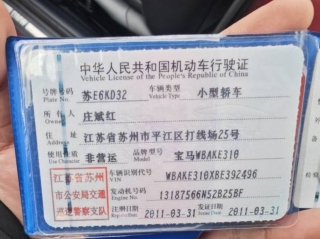 中华人民共和国机动车行驶证
Vehicle License of the People's Republic of China
号牌号码 苏E6KD32 车辆类型 小型轿车
Plate No. Vehicle Type
所有人 庄斌红
Owner
住址 江苏省苏州市平江区打线场25号
Address
使用性质 非营运 品牌型号 宝马WBAKE310
Use Character Model
江苏省苏州 车辆识别代号 WBAKE310XBE392496
VIN
市公安局交通 发动机号码 13187566N52B25BF
Engine No.
巡逻警察支队 注册日期 2011-03-31 发证日期 2011-03-31
Register Date Issue Date